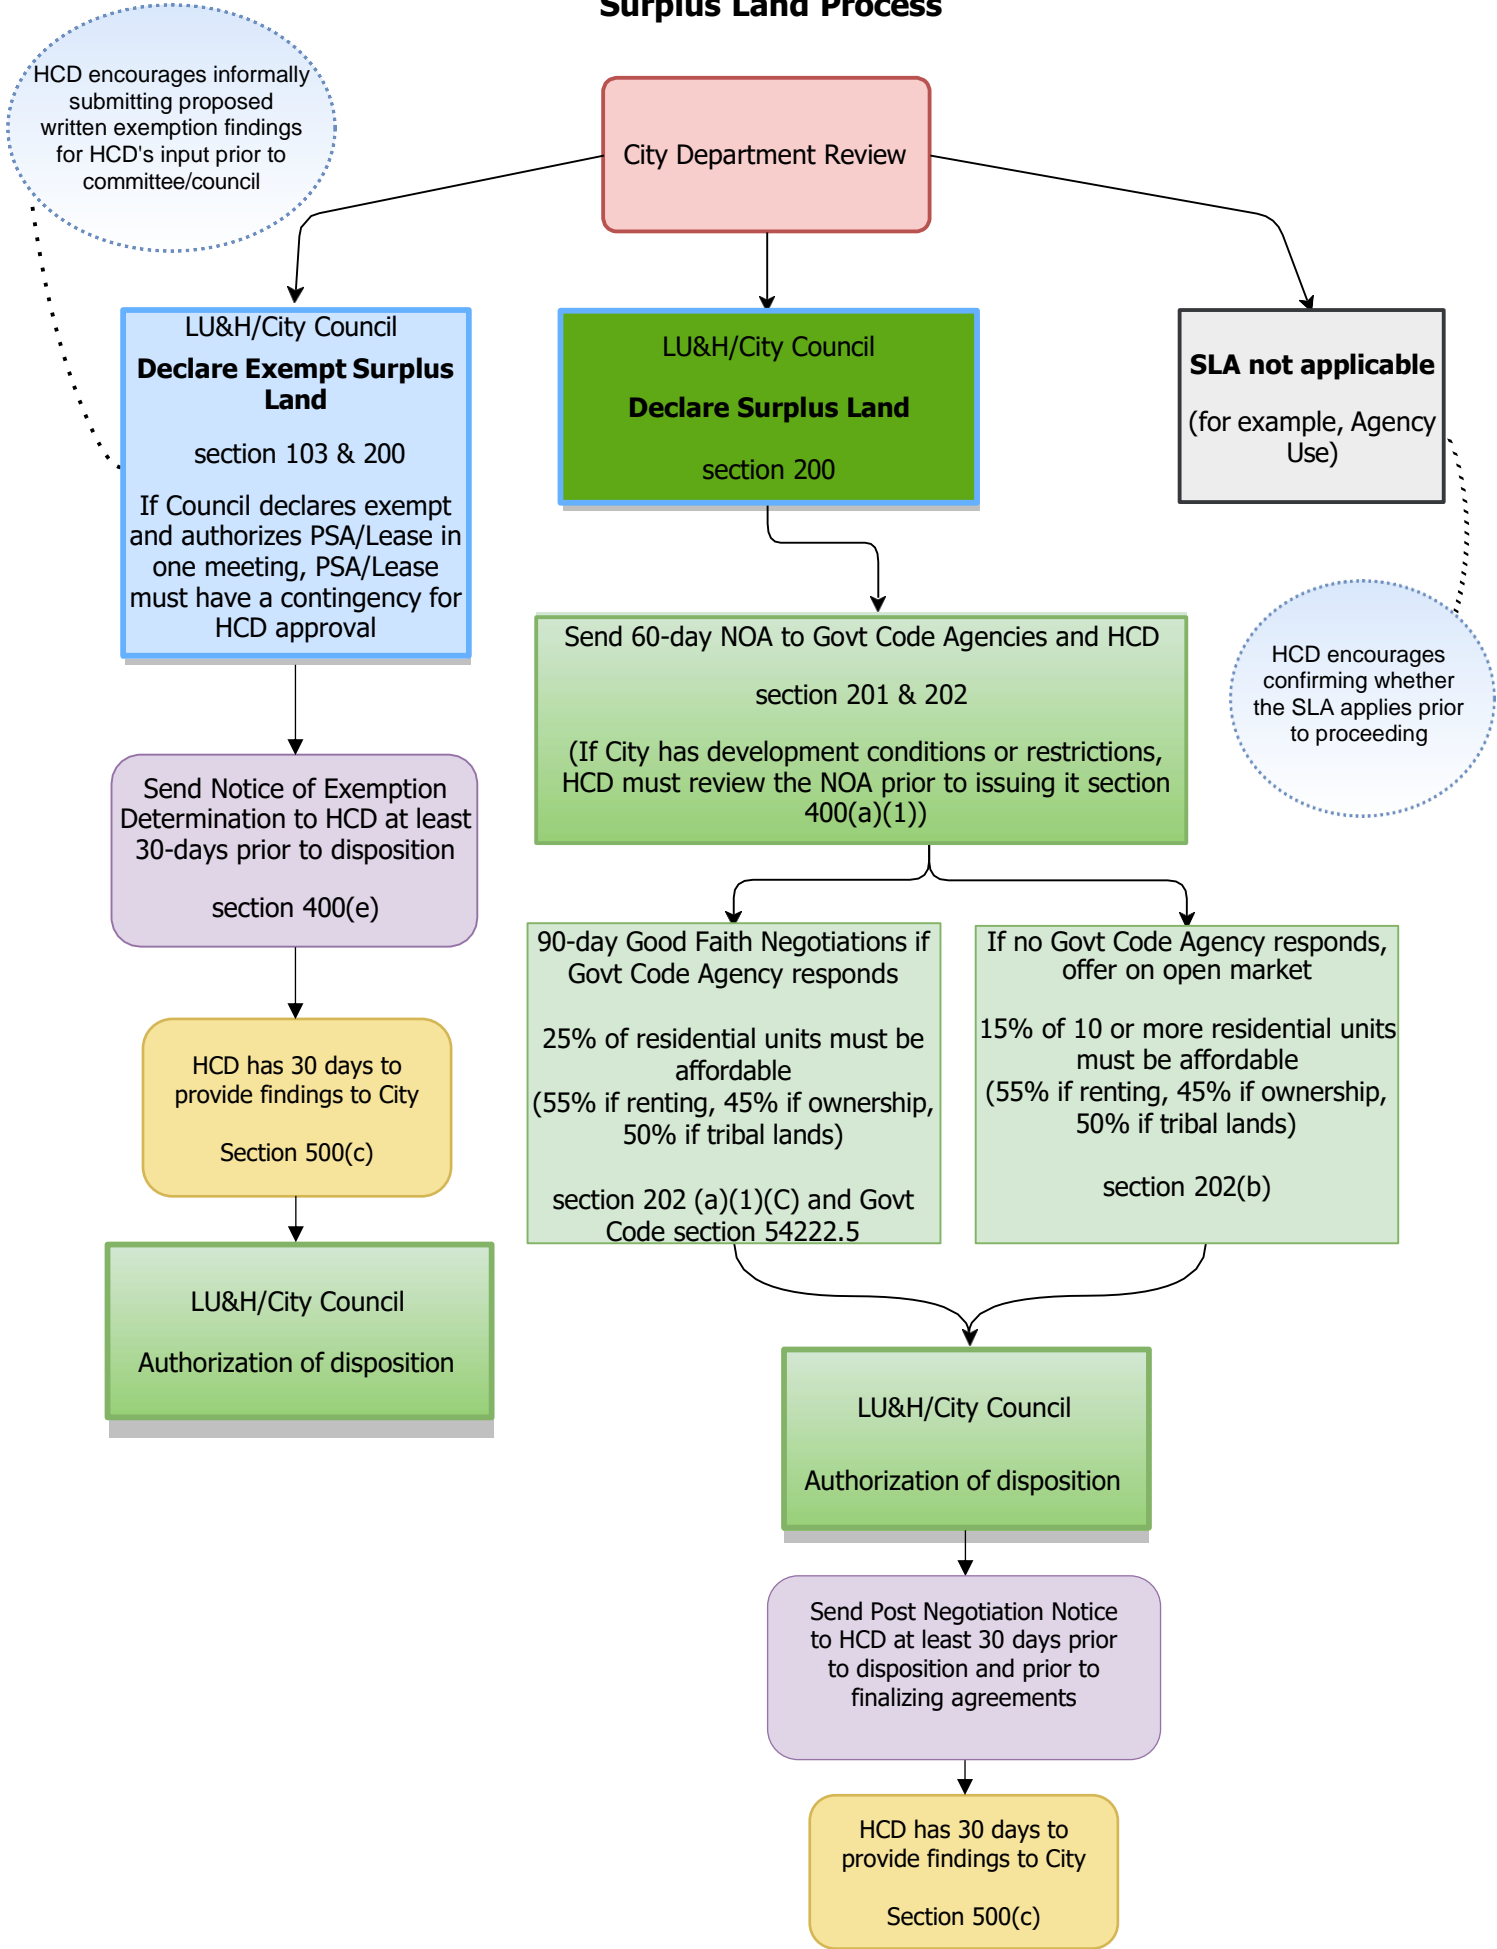 Surplus Land Process
HCD encourages informally
submitting proposed
written exemption findings
for HCD's input prior to
committee/council
City Department Review
LU&H/City Council
Declare Exempt Surplus
Land
section 103 & 200
If Council declares exempt
and authorizes PSA/Lease in
one meeting, PSA/Lease
must have a contingency for
HCD approval
LU&H/City Council
Declare Surplus Land
section 200
SLA not applicable
(for example, Agency
Use)
HCD encourages
confirming whether
the SLA applies prior
to proceeding
Send 60-day NOA to Govt Code Agencies and HCD
section 201 & 202
(If City has development conditions or restrictions,
HCD must review the NOA prior to issuing it section
400(a)(1))
Send Notice of Exemption
Determination to HCD at least
30-days prior to disposition
section 400(e)
90-day Good Faith Negotiations if
Govt Code Agency responds
25% of residential units must be
affordable
(55% if renting, 45% if ownership,
50% if tribal lands)
section 202 (a)(1)(C) and Govt
Code section 54222.5
If no Govt Code Agency responds,
offer on open market
15% of 10 or more residential units
must be affordable
(55% if renting, 45% if ownership,
50% if tribal lands)
section 202(b)
HCD has 30 days to
provide findings to City
Section 500(c)
LU&H/City Council
Authorization of disposition
LU&H/City Council
Authorization of disposition
Send Post Negotiation Notice
to HCD at least 30 days prior
to disposition and prior to
finalizing agreements
HCD has 30 days to
provide findings to City
Section 500(c)